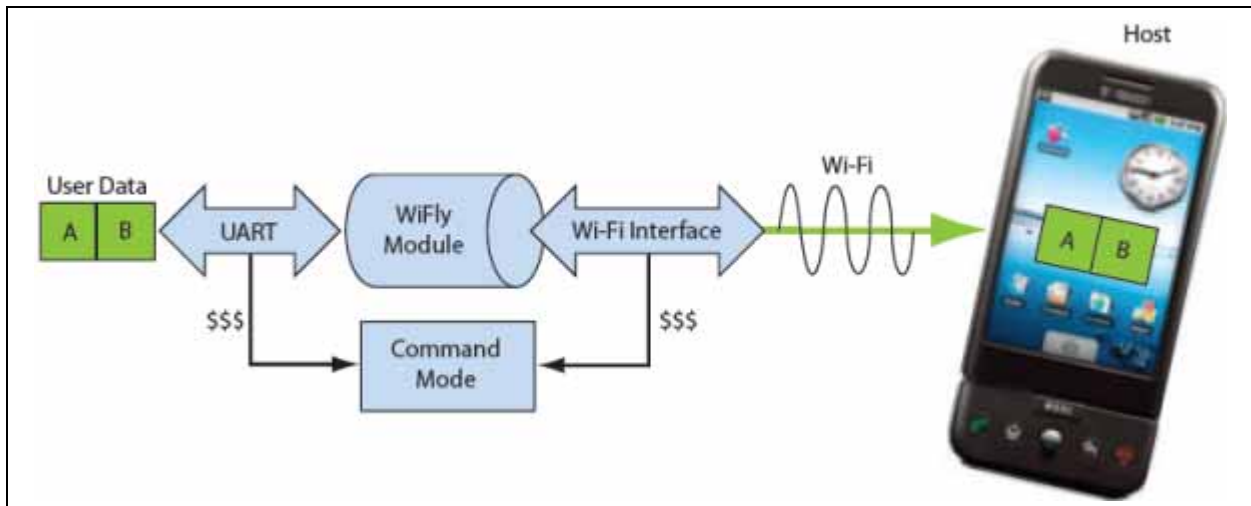 Host
Wi-Fi
User Data
A B
UART
WiFly
Module
Wi-Fi Interface
A B
$$$
$$$
Command
Mode